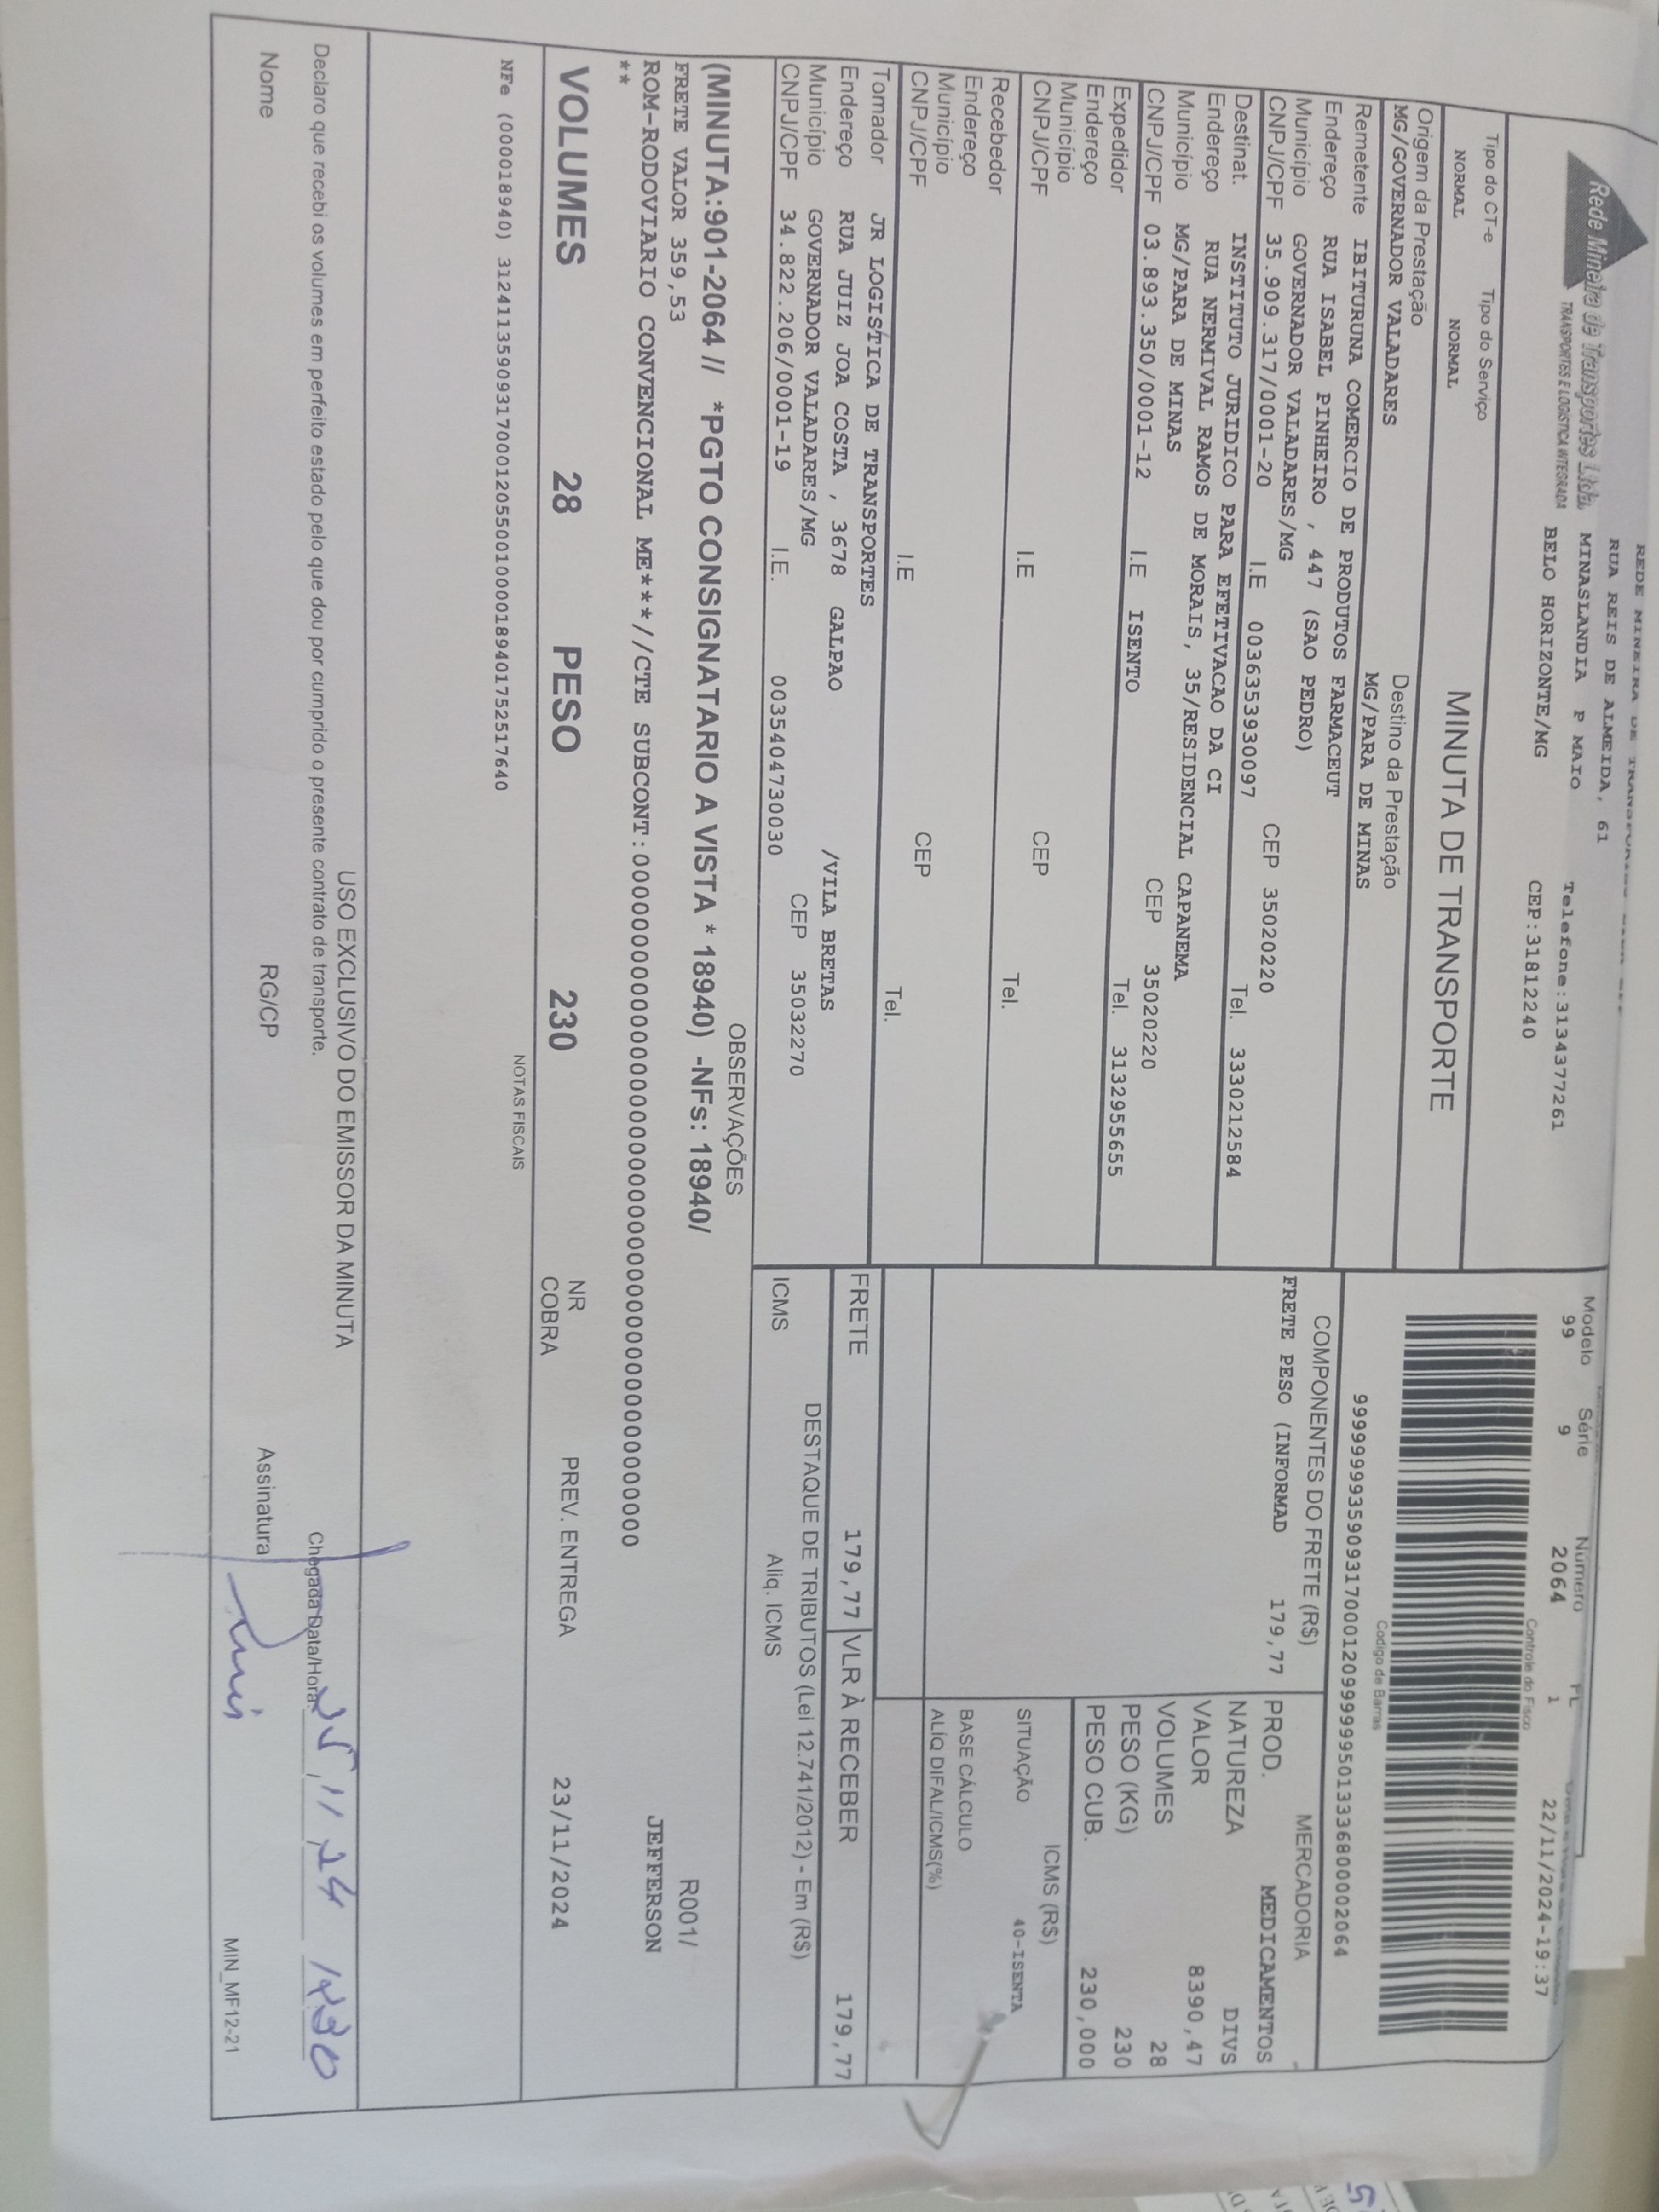 Rede Mineira de Transportes Ltda.
TRANSPORTES E LOGISTICA INTEGRADA
REDE MINEIRA DE
RUA REIS DE ALMEIDA, 61
MINASLANDIA P MAIO Telefone:3134377261
BELO HORIZONTE/MG CEP:31812240
Modelo Série Número FL
99 9 2064 1 22/11/2024-19:37
Controle do Fisco
Codigo de Barras
99999999359093170001209999995013336800002064
Tipo do CT-e Tipo do Serviço
NORMAL NORMAL
MINUTA DE TRANSPORTE
Origem da Prestação Destino da Prestação
MG/GOVERNADOR VALADARES MG/PARA DE MINAS
Remetente IBITURUNA COMERCIO DE PRODUTOS FARMACEUT
Endereço RUA ISABEL PINHEIRO , 447 (SAO PEDRO)
Município GOVERNADOR VALADARES/MG CEP 35020220
CNPJ/CPF 35.909.317/0001-20 I.E 0036353930097 Tel. 3330212584
Destinat. INSTITUTO JURIDICO PARA EFETIVACAO DA CI
Endereço RUA NERMIVAL RAMOS DE MORAIS, 35/RESIDENCIAL CAPANEMA
Município MG/PARA DE MINAS CEP 35020220
CNPJ/CPF 03.893.350/0001-12 I.E ISENTO Tel. 3132955655
Expedidor
Endereço
Município CEP
CNPJ/CPF I.E Tel.
Recebedor
Endereço
Município CEP
CNPJ/CPF I.E Tel.
Tomador JR LOGISTICA DE TRANSPORTES
Endereço RUA JUIZ JOA COSTA , 3678 GALPAO /VILA BRETAS
Município GOVERNADOR VALADARES/MG CEP 35032270
CNPJ/CPF 34.822.206/0001-19 I.E. 0035404730030
COMPONENTES DO FRETE (R$)
FRETE PESO (INFORMAD 179,77
MERCADORIA
PROD. MEDICAMENTOS
NATUREZA DIVS
VALOR 8390,47
VOLUMES 28
PESO (KG) 230
PESO CUB. 230,000
ICMS (R$)
SITUAÇÃO 40-ISENTA
BASE CÁLCULO
ALÍQ DIFAL/ICMS(%)
FRETE 179,77 VLR À RECEBER 179,77
DESTAQUE DE TRIBUTOS (Lei 12.741/2012) - Em (R$)
ICMS Aliq. ICMS
OBSERVAÇÕES
(MINUTA:901-2064 // *PGTO CONSIGNATARIO A VISTA * 18940) -NFs: 18940/
FRETE VALOR 359,53
R001/
ROM-RODOVIARIO CONVENCIONAL ME***//CTE SUBCONT:00000000000000000000000000000000000000000000
JEFFERSON
**
VOLUMES 28 PESO 230
NR
COBRA
PREV. ENTREGA 23/11/2024
NOTAS FISCAIS
NFe (000018940) 31241135909317000120550010000189401752517640
USO EXCLUSIVO DO EMISSOR DA MINUTA
Declaro que recebi os volumes em perfeito estado pelo que dou por cumprido o presente contrato de transporte.
Chegada Data/Hora 25/11/24
Nome RG/CP Assinatura
MIN_MF12-21